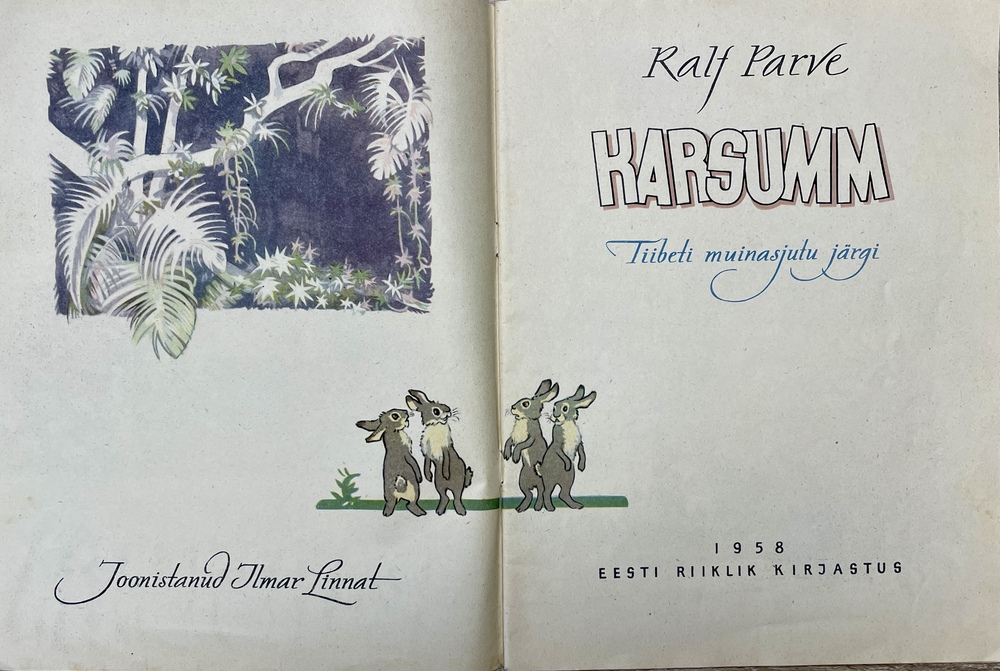 Joonistanud Ilmar Linnat
Ralf Parve
KARSUMM
Tiibeti muinasjutu järgi
1958
EESTI RIIKLIK KIRJASTUS